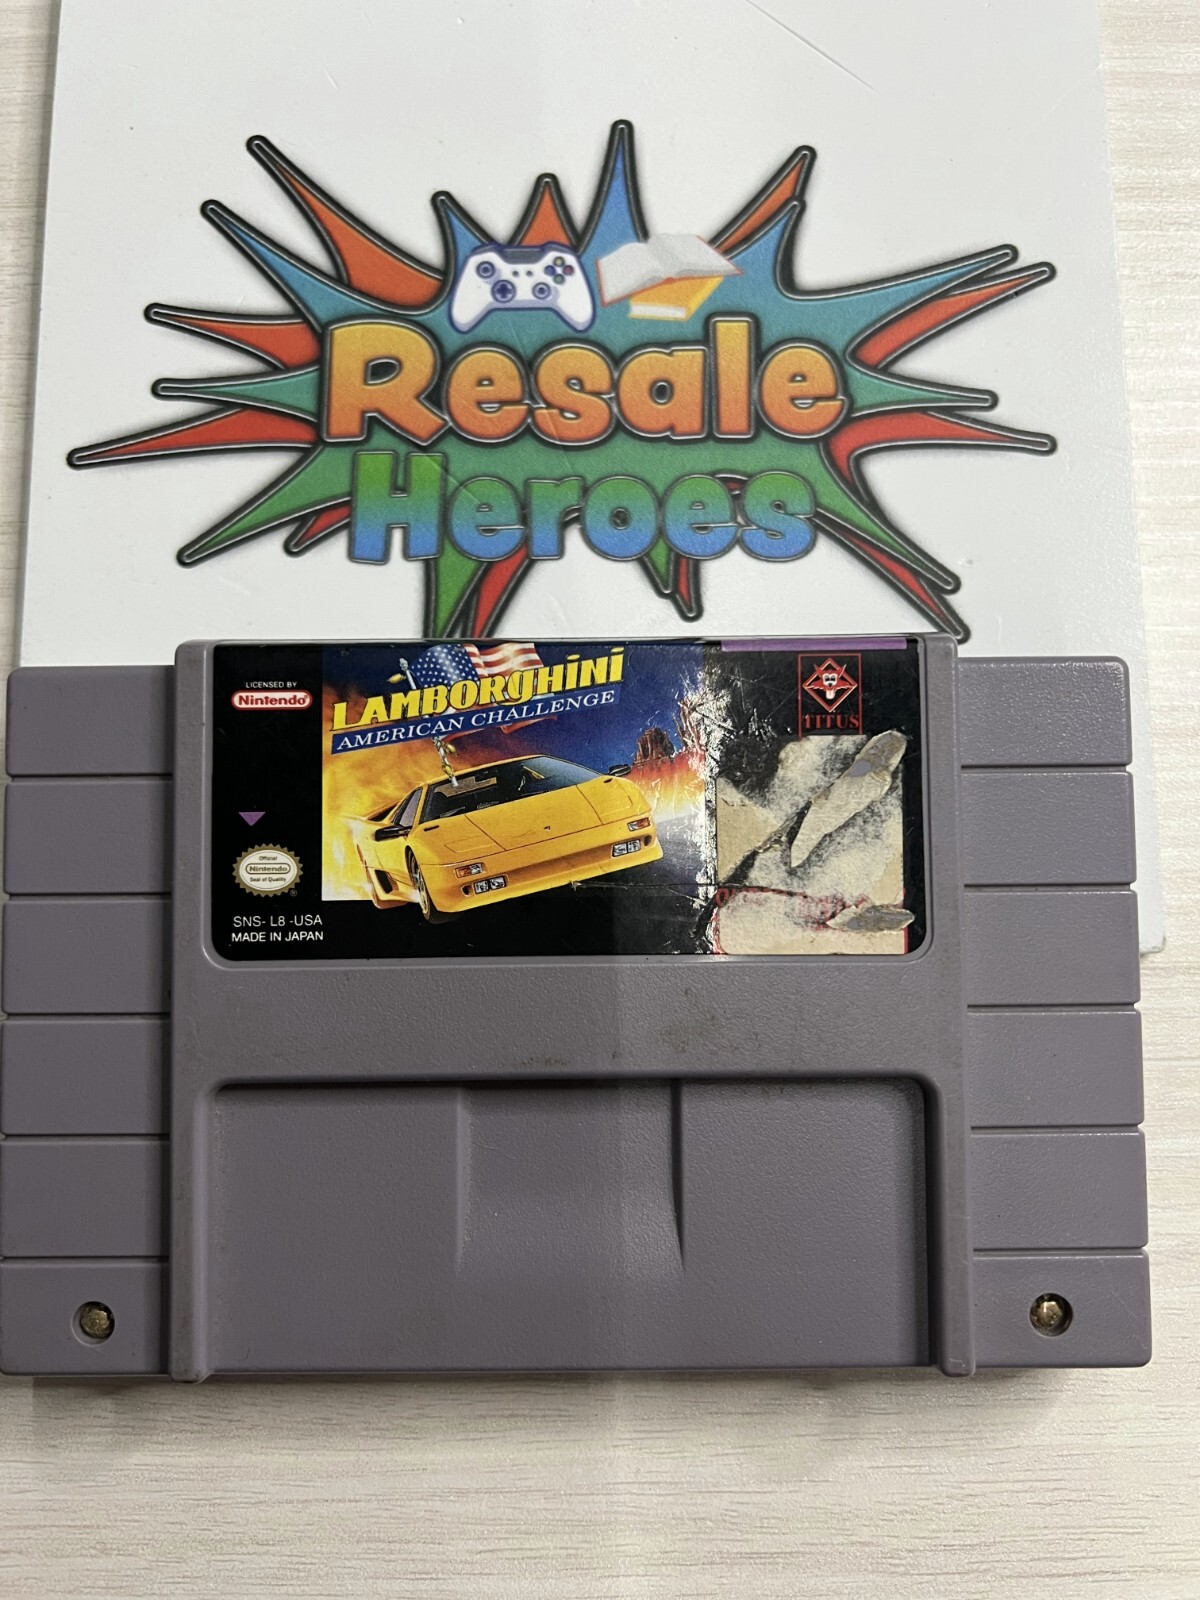 Resale
Heroes
LICENSED BY
Nintendo
LAMBORGHINI
AMERICAN CHALLENGE
TITUS
Official
Nintendo
Seal of Quality
SNS- L8 -USA
MADE IN JAPAN